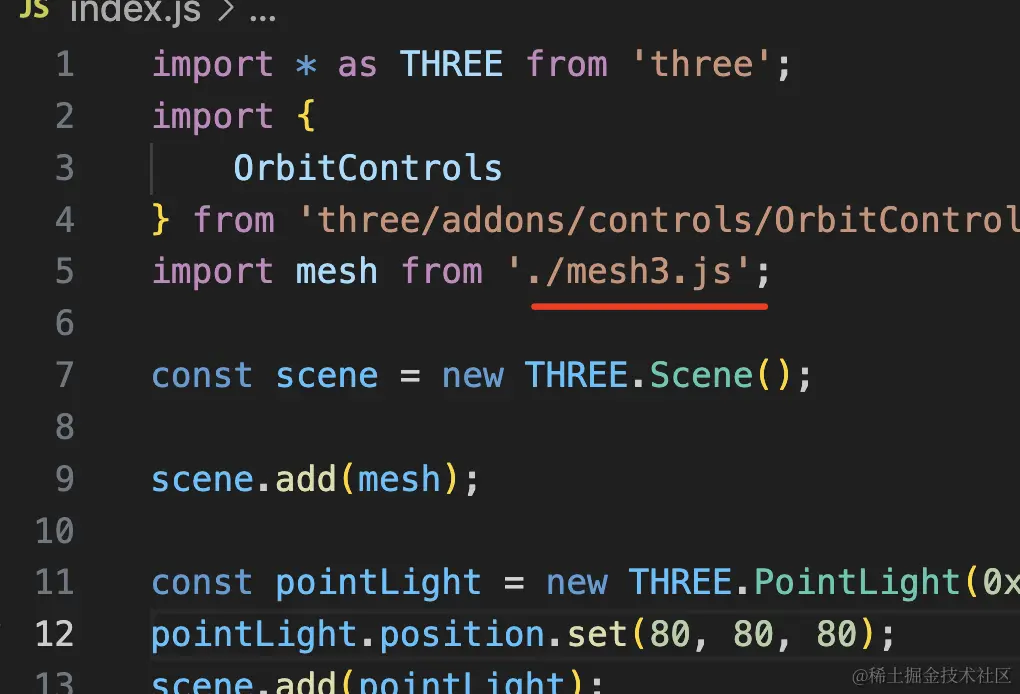 JS index.js > ...
1 import * as THREE from 'three';
2 import {
3 OrbitControls
4 } from 'three/addons/controls/OrbitControl
5 import mesh from './mesh3.js';
6
7 const scene = new THREE.Scene();
8
9 scene.add(mesh);
10
11 const pointLight = new THREE.PointLight(0x
12 pointLight.position.set(80, 80, 80);
13 scene.add(pointLight);
@稀土掘金技术社区